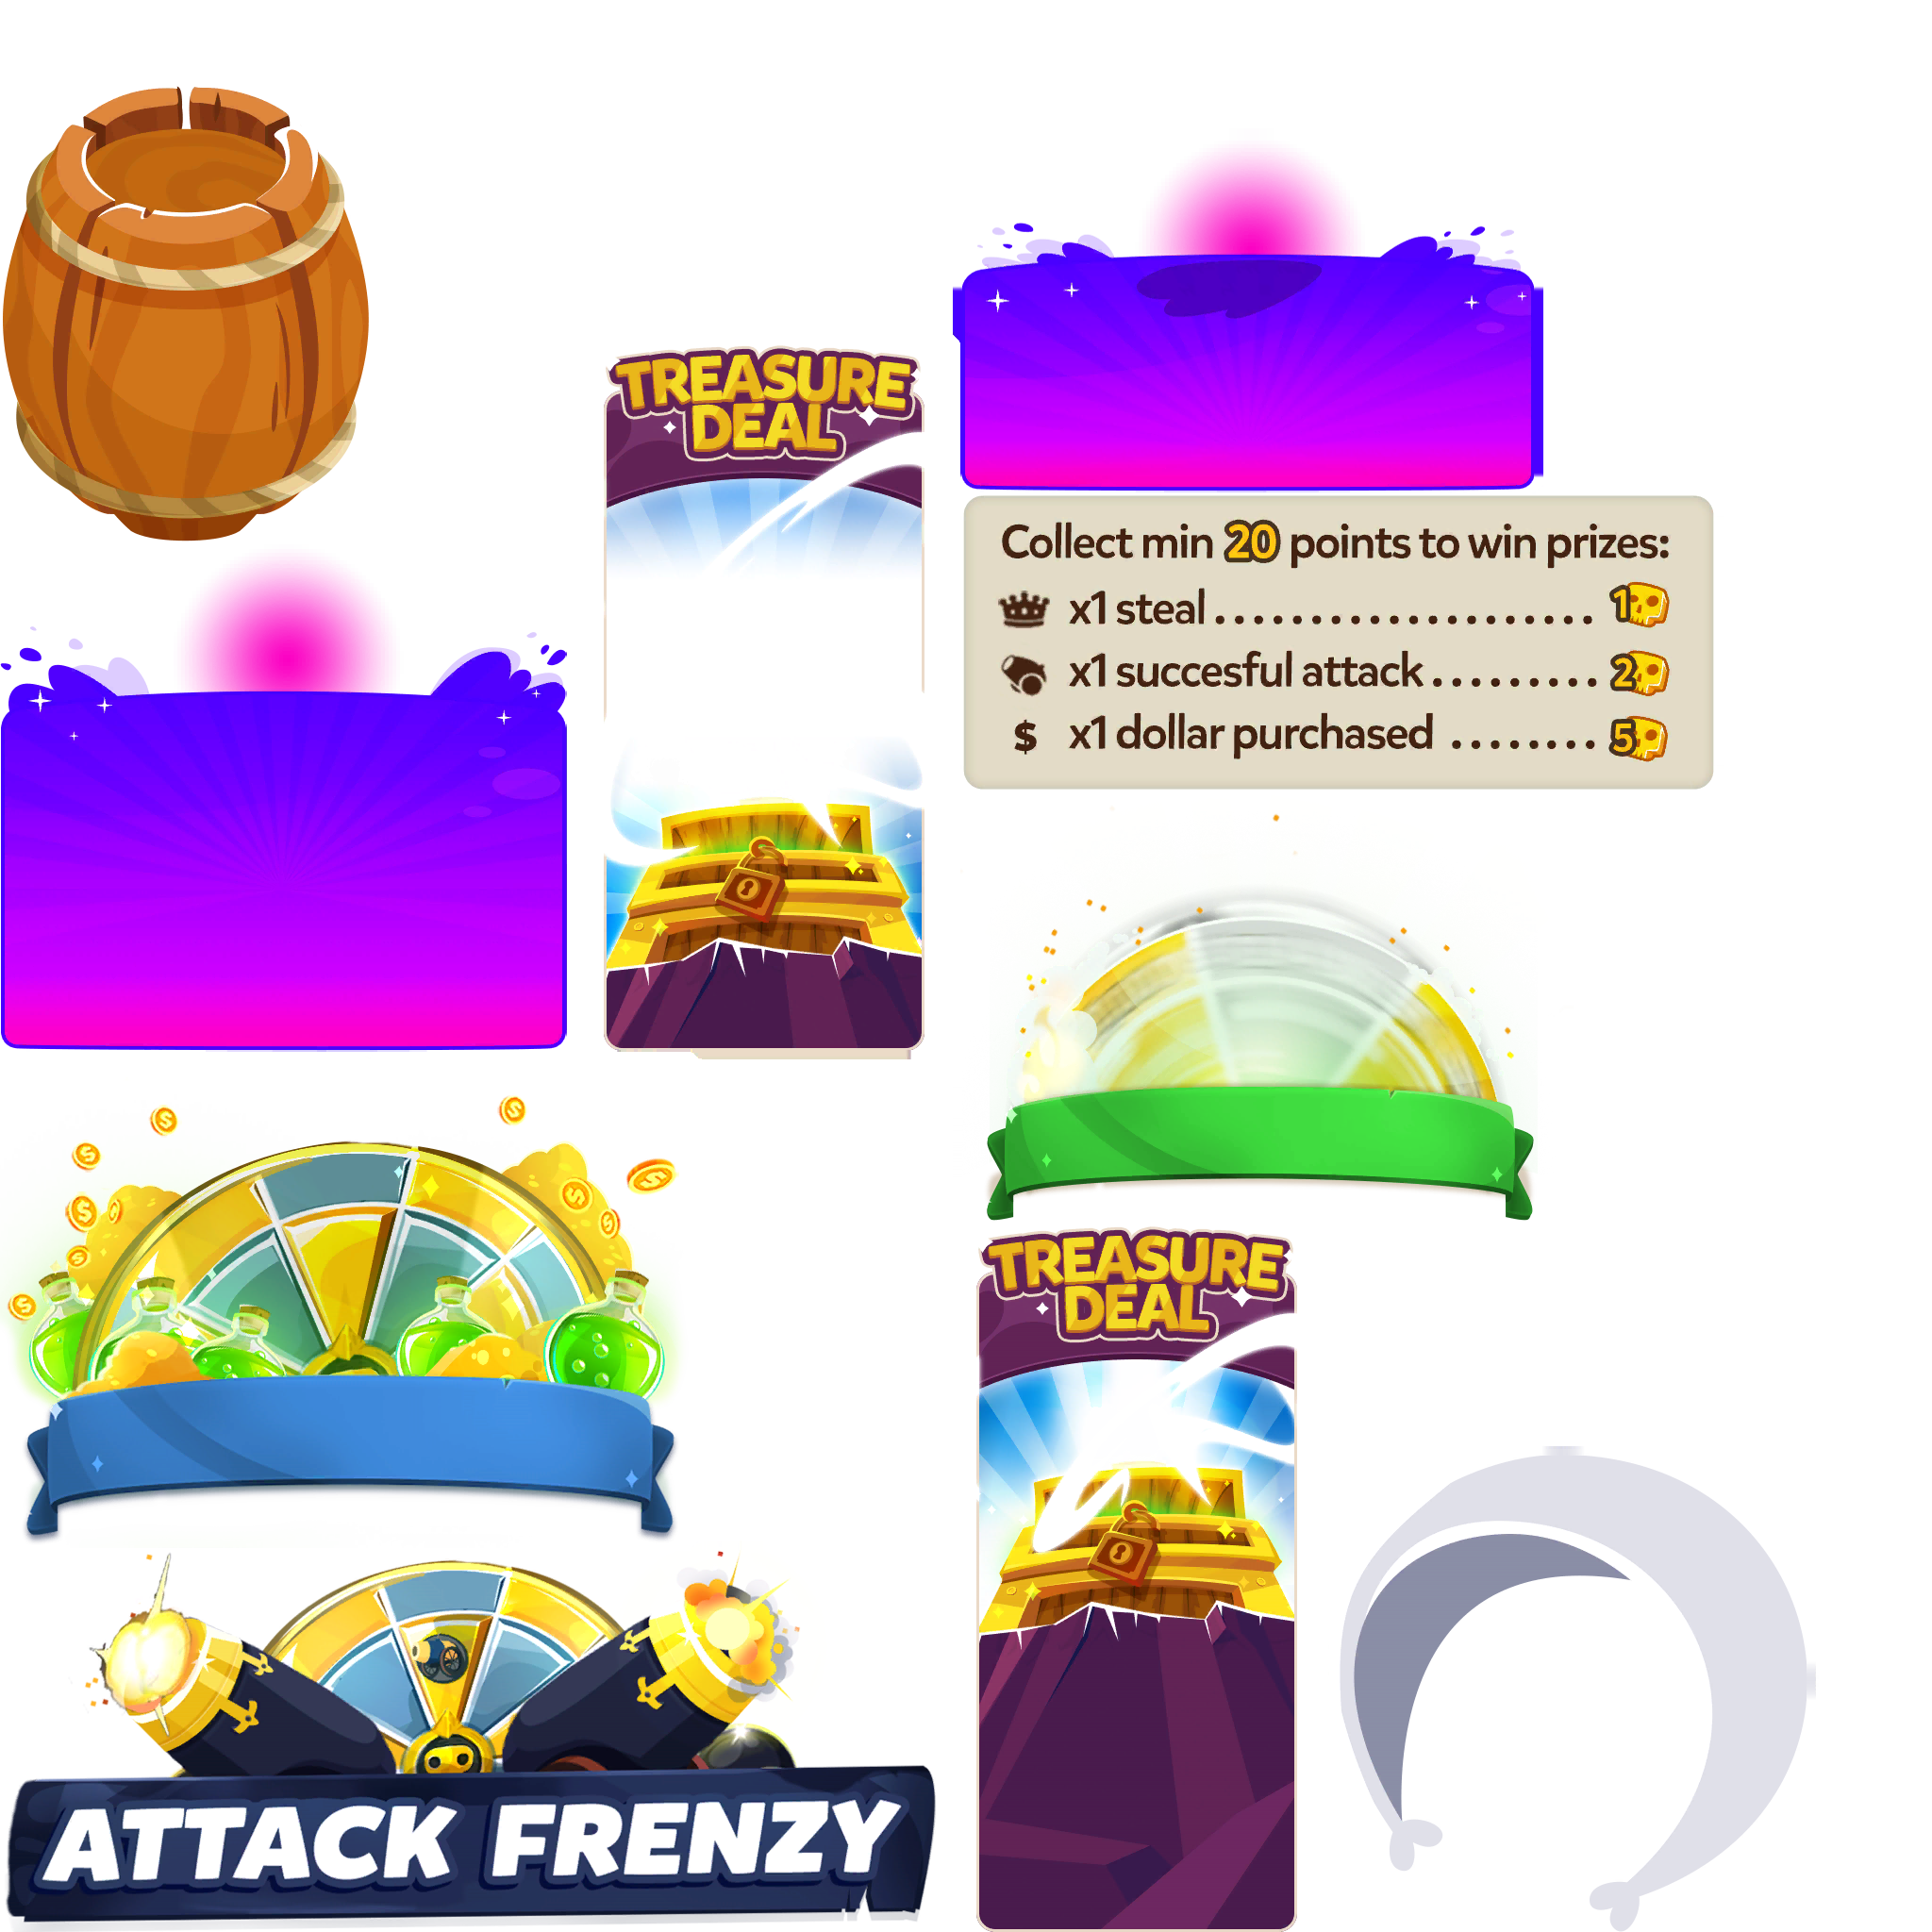 TREASURE
DEAL
Collect min 20 points to win prizes:
x1 steal .................... 1
x1 succesful attack ......... 2
$ x1 dollar purchased ........ 5
TREASURE
DEAL
ATTACK FRENZY